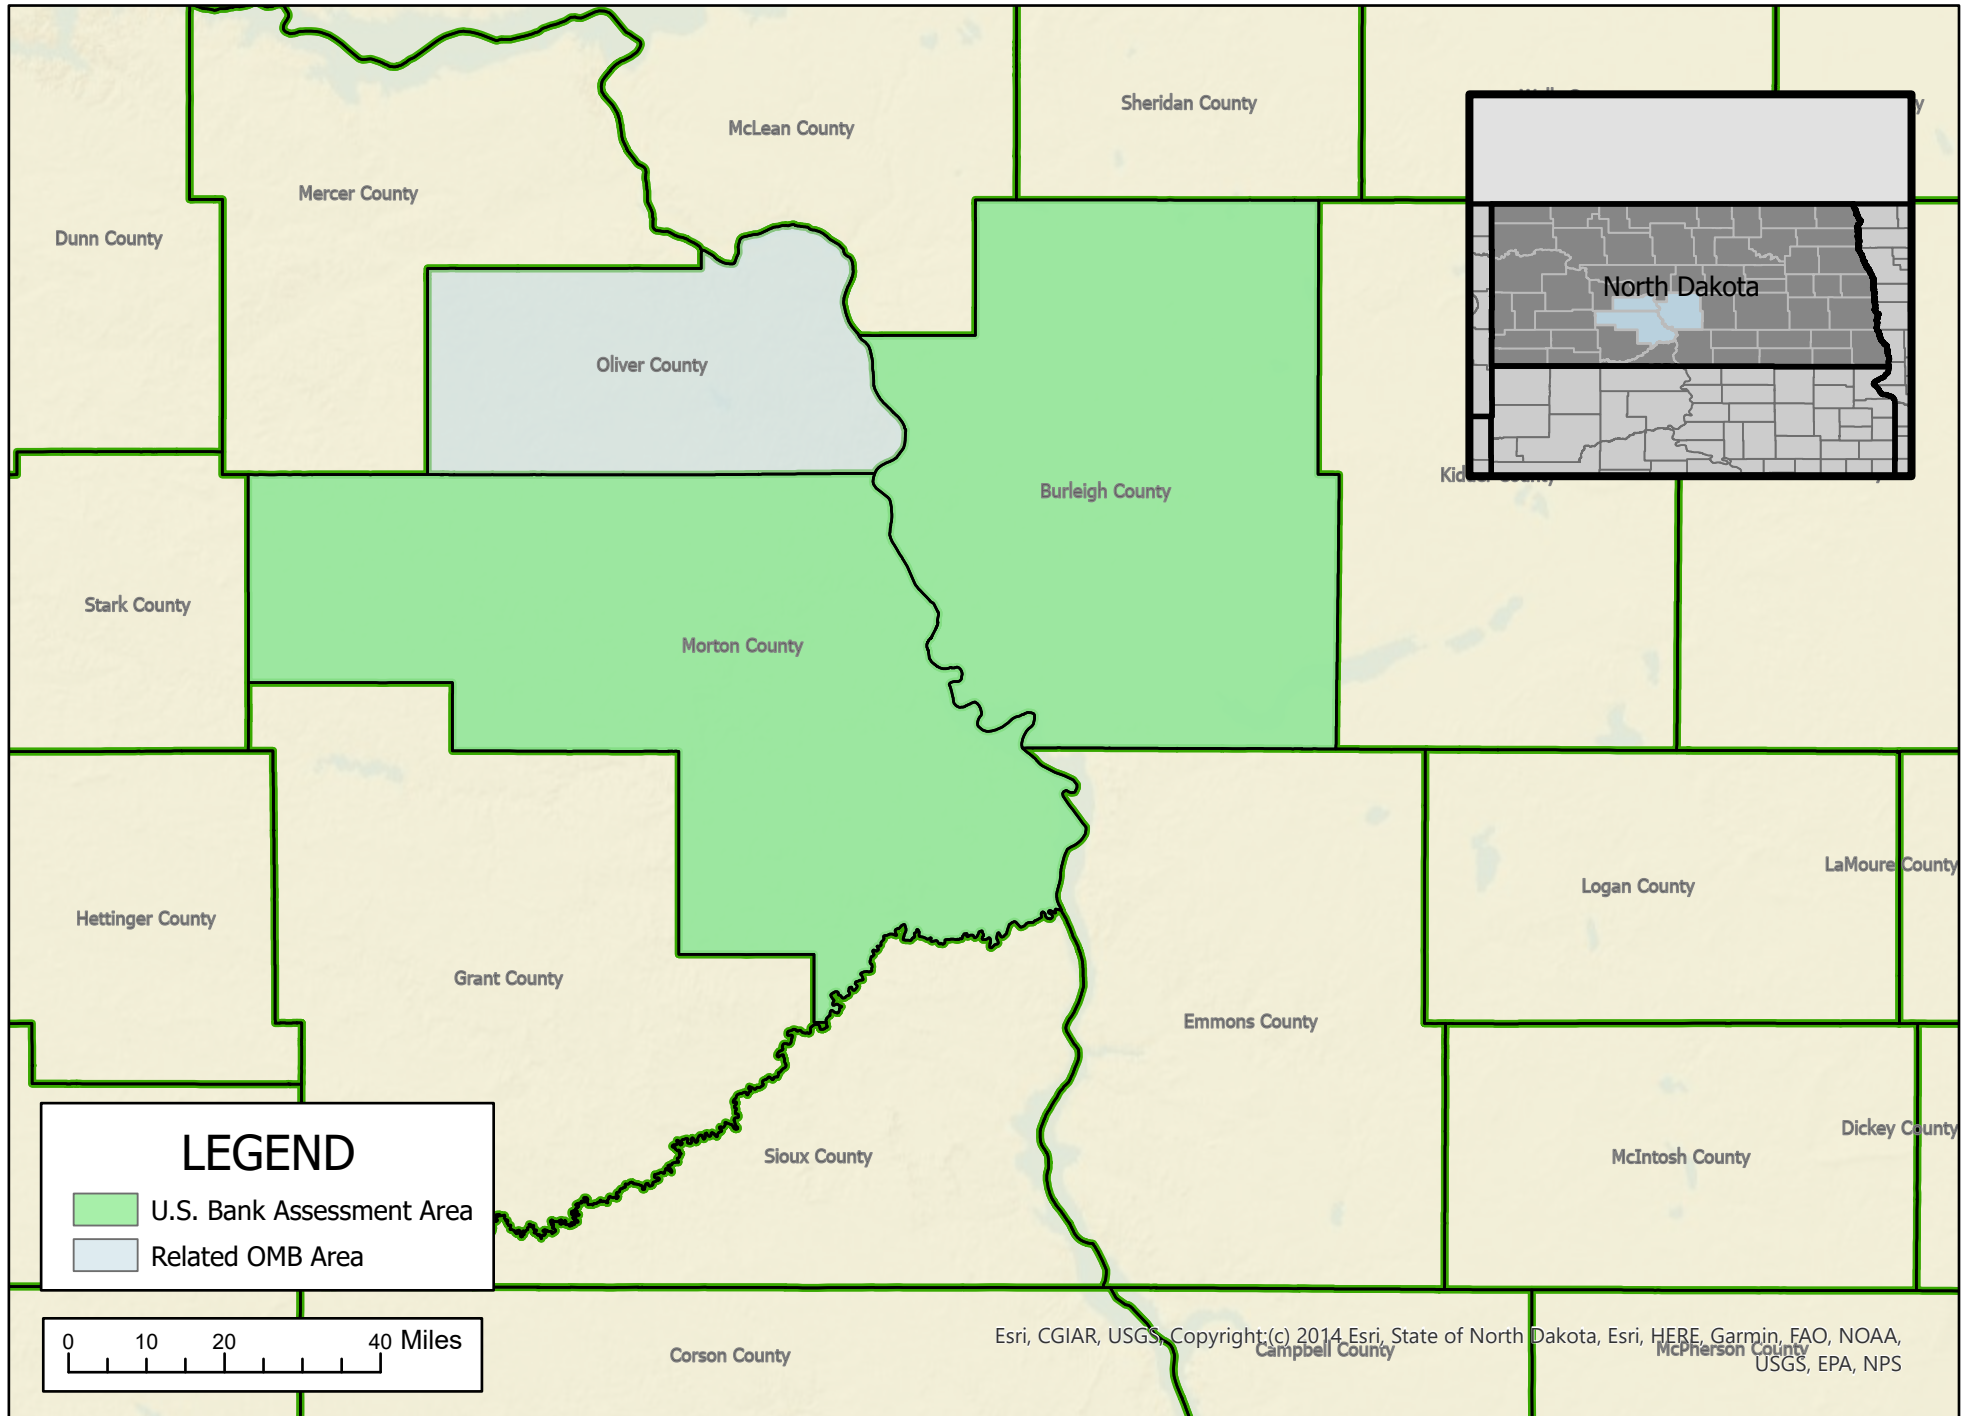 Sheridan County
McLean County
Mercer County
Dunn County
North Dakota
Oliver County
Burleigh County
County
Stark County
Morton County
LaMoure County
Logan County
Hettinger County
Grant County
Emmons County
Dickey County
Sioux County
McIntosh County
LEGEND
U.S. Bank Assessment Area
Related OMB Area
0 10 20 40 Miles
Esri, CGIAR, USGS, Copyright:(c) 2014 Esri, State of North Dakota, Esri, HERE, Garmin, FAO, NOAA,
USGS, EPA, NPS
Corson County
Campbell County
McPherson County